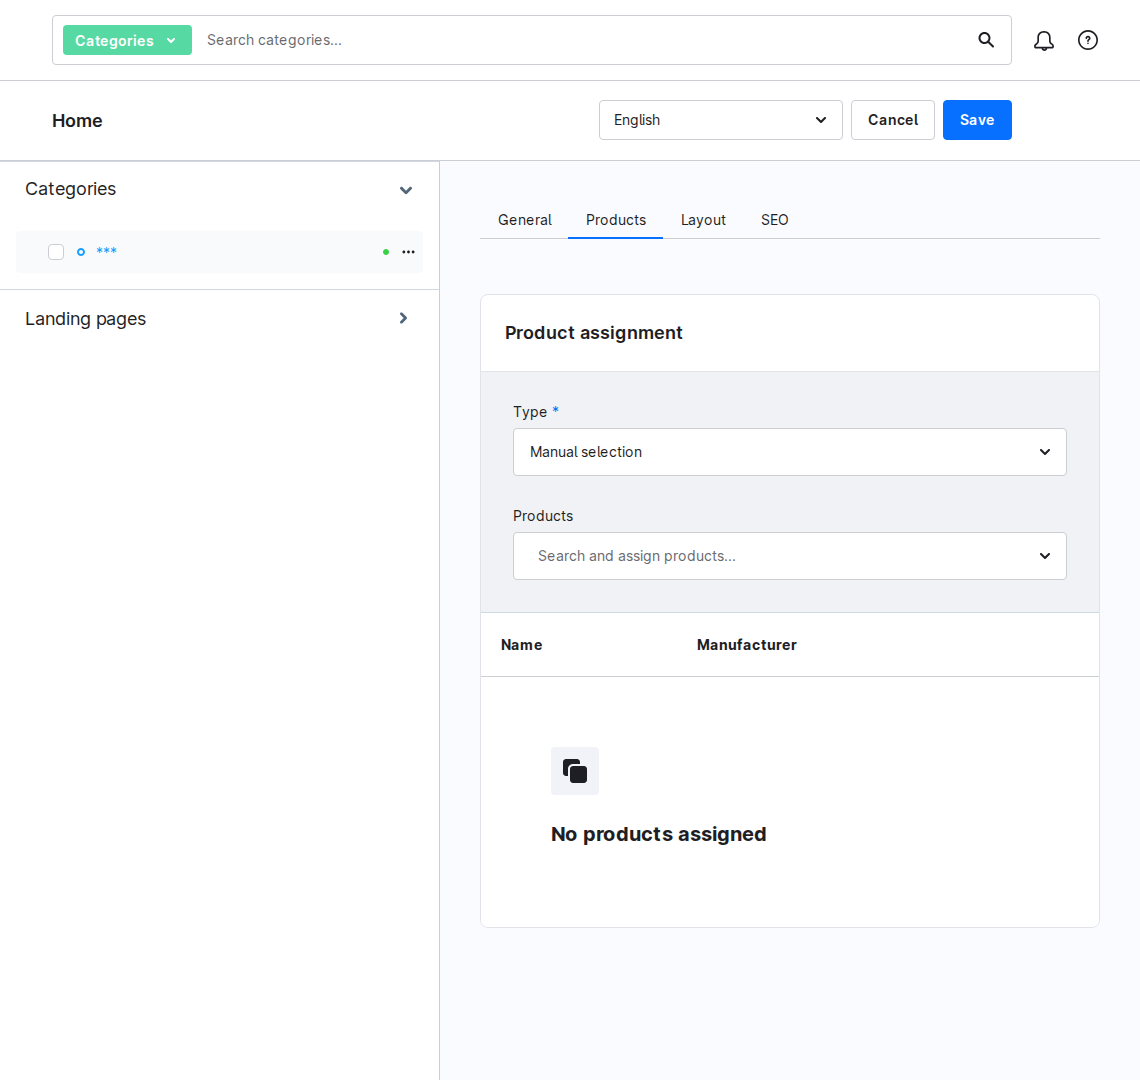 Categories
Search categories...
Home
English
Cancel
Save
Categories
***
Landing pages
General
Products
Layout
SEO
Product assignment
Type *
Manual selection
Products
Search and assign products...
Name
Manufacturer
No products assigned